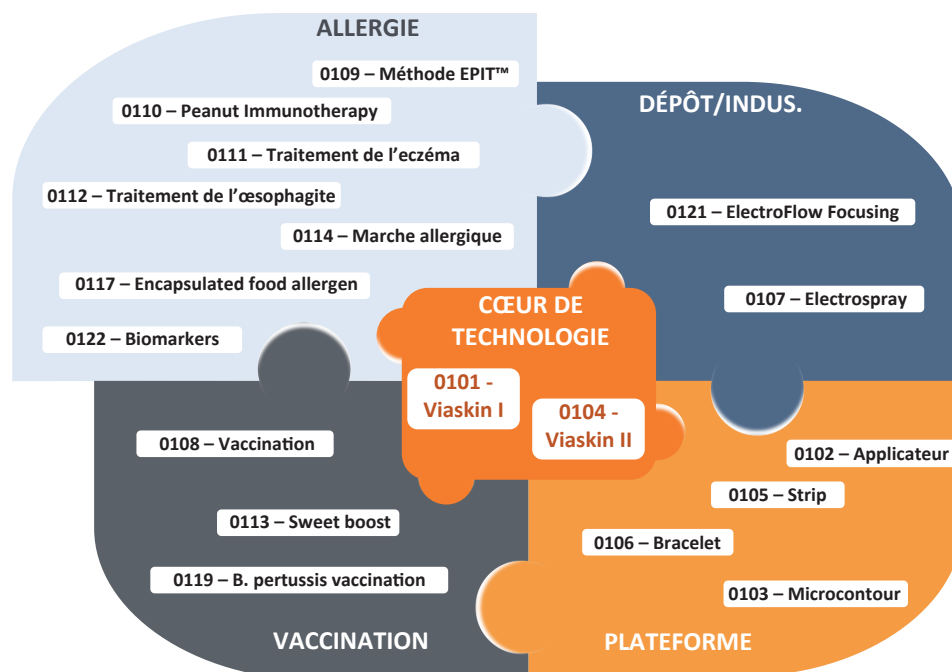 ALLERGIE
0109 – Méthode EPIT™
0110 – Peanut Immunotherapy
0111 – Traitement de l’eczéma
0112 – Traitement de l’œsophagite
0114 – Marche allergique
0117 – Encapsulated food allergen
0122 – Biomarkers
DÉPÔT/INDUS.
0121 – ElectroFlow Focusing
0107 – Electrospray
CŒUR DE
TECHNOLOGIE
0101 -
Viaskin I
0104 -
Viaskin II
0108 – Vaccination
0113 – Sweet boost
0119 – B. pertussis vaccination
VACCINATION
0102 – Applicateur
0105 – Strip
0106 – Bracelet
0103 – Microcontour
PLATEFORME